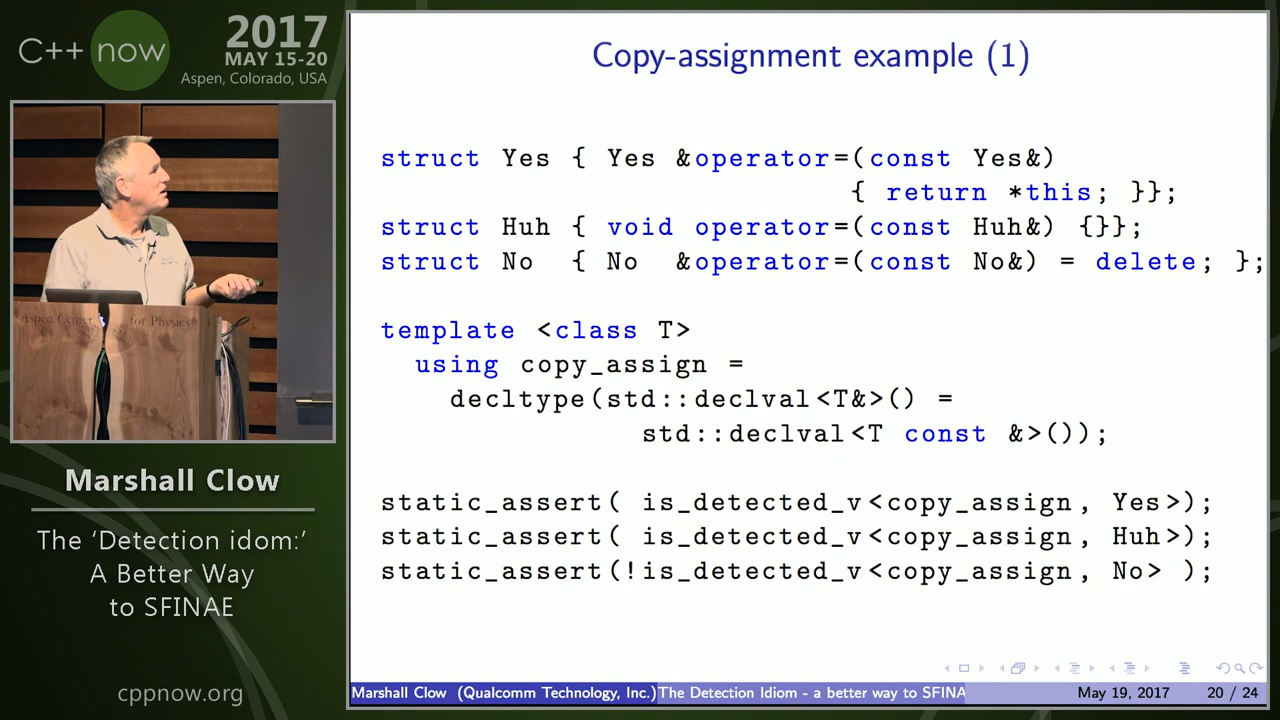 C++ now
2017
MAY 15-20
Aspen, Colorado, USA
Aspen Center for Physics
Marshall Clow
The ‘Detection idom:’
A Better Way
to SFINAE
cppnow.org
Copy-assignment example (1)
struct Yes { Yes &operator=(const Yes&)
{ return *this; }};
struct Huh { void operator=(const Huh&) {}};
struct No { No &operator=(const No&) = delete; };
template <class T>
using copy_assign =
decltype(std::declval<T&>() =
std::declval<T const &>());
static_assert( is_detected_v<copy_assign, Yes>);
static_assert( is_detected_v<copy_assign, Huh>);
static_assert(!is_detected_v<copy_assign, No> );
Marshall Clow (Qualcomm Technology, Inc.) The Detection Idiom - a better way to SFINA May 19, 2017 20 / 24